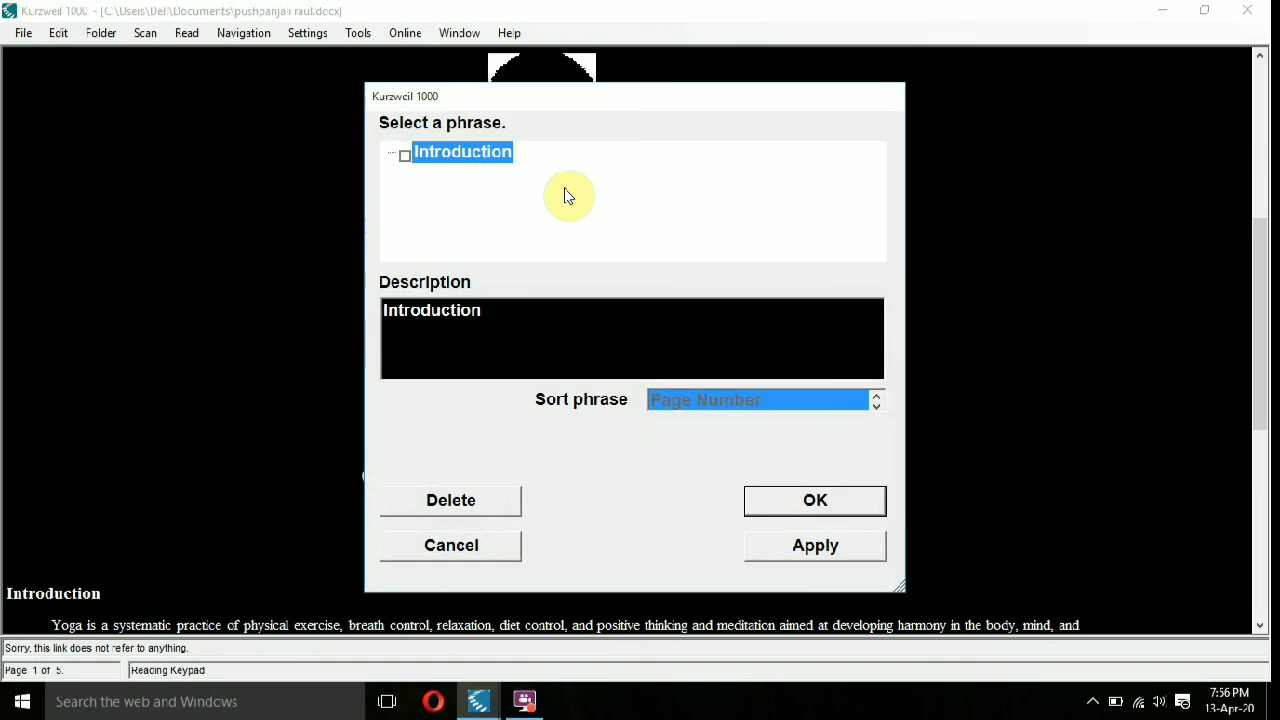 Kurzweil 1000 - [C:\Users\Dell\Documents\pushpanjali raul.docx]
File Edit Folder Scan Read Navigation Settings Tools Online Window Help
Kurzweil 1000
Select a phrase.
Introduction
Description
Introduction
Sort phrase Page Number
Delete OK
Cancel Apply
Introduction
Yoga is a systematic practice of physical exercise, breath control, relaxation, diet control, and positive thinking and meditation aimed at developing harmony in the body, mind, and
Sorry, this link does not refer to anything.
Page 1 of 5. Reading Keypad
Search the web and Windows
7:56 PM
13-Apr-20